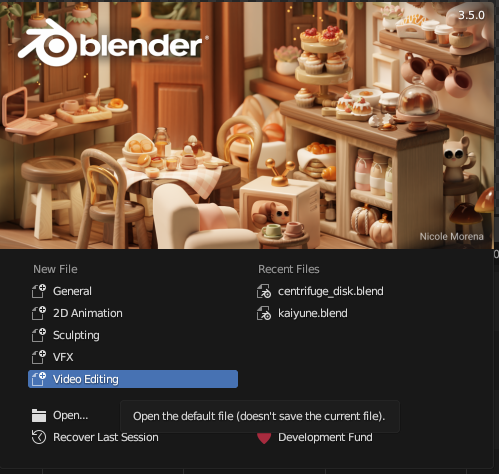 3.5.0
blender
Nicole Morena
New File
Recent Files
General
centrifuge_disk.blend
2D Animation
kaiyune.blend
Sculpting
VFX
Video Editing
Open...
Open the default file (doesn't save the current file).
Recover Last Session
Development Fund
0